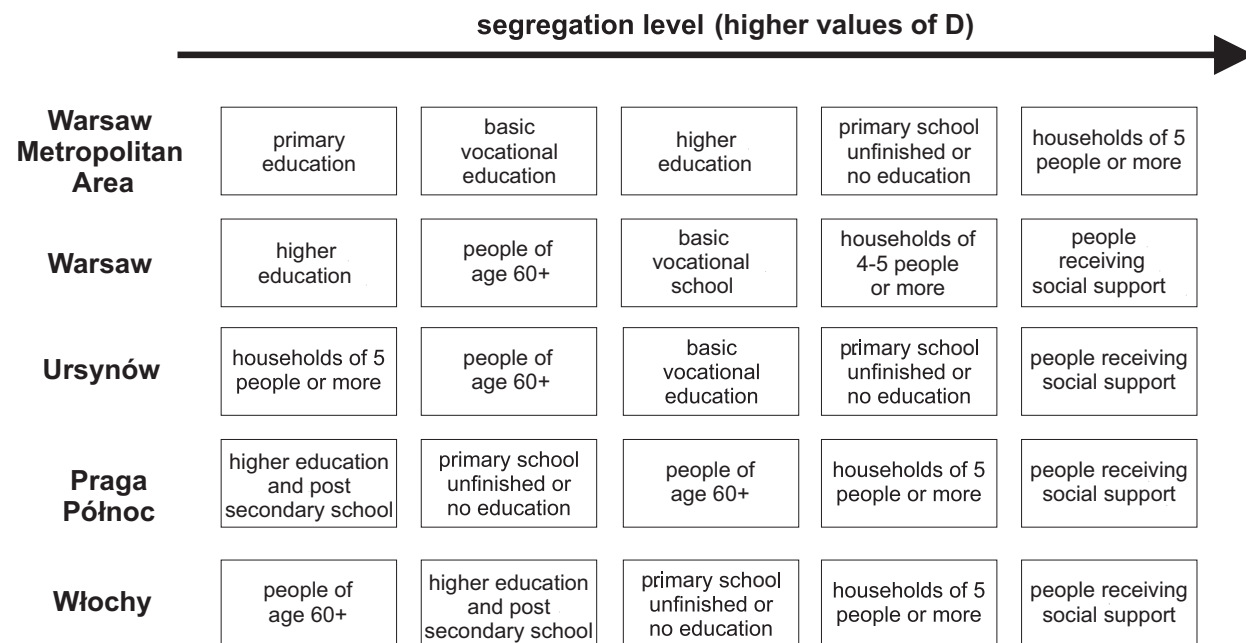 segregation level (higher values of D)
Warsaw
Metropolitan
Area
primary
education
basic
vocational
education
higher
education
primary school
unfinished or
no education
households of 5
people or more
Warsaw
higher
education
people of
age 60+
basic
vocational
school
households of
4-5 people
or more
people
receiving
social support
Ursynów
households of 5
people or more
people of
age 60+
basic
vocational
education
primary school
unfinished or
no education
people receiving
social support
Praga
Północ
higher education
and post
secondary school
primary school
unfinished or
no education
people of
age 60+
households of 5
people or more
people receiving
social support
Włochy
people of
age 60+
higher education
and post
secondary school
primary school
unfinished or
no education
households of 5
people or more
people receiving
social support